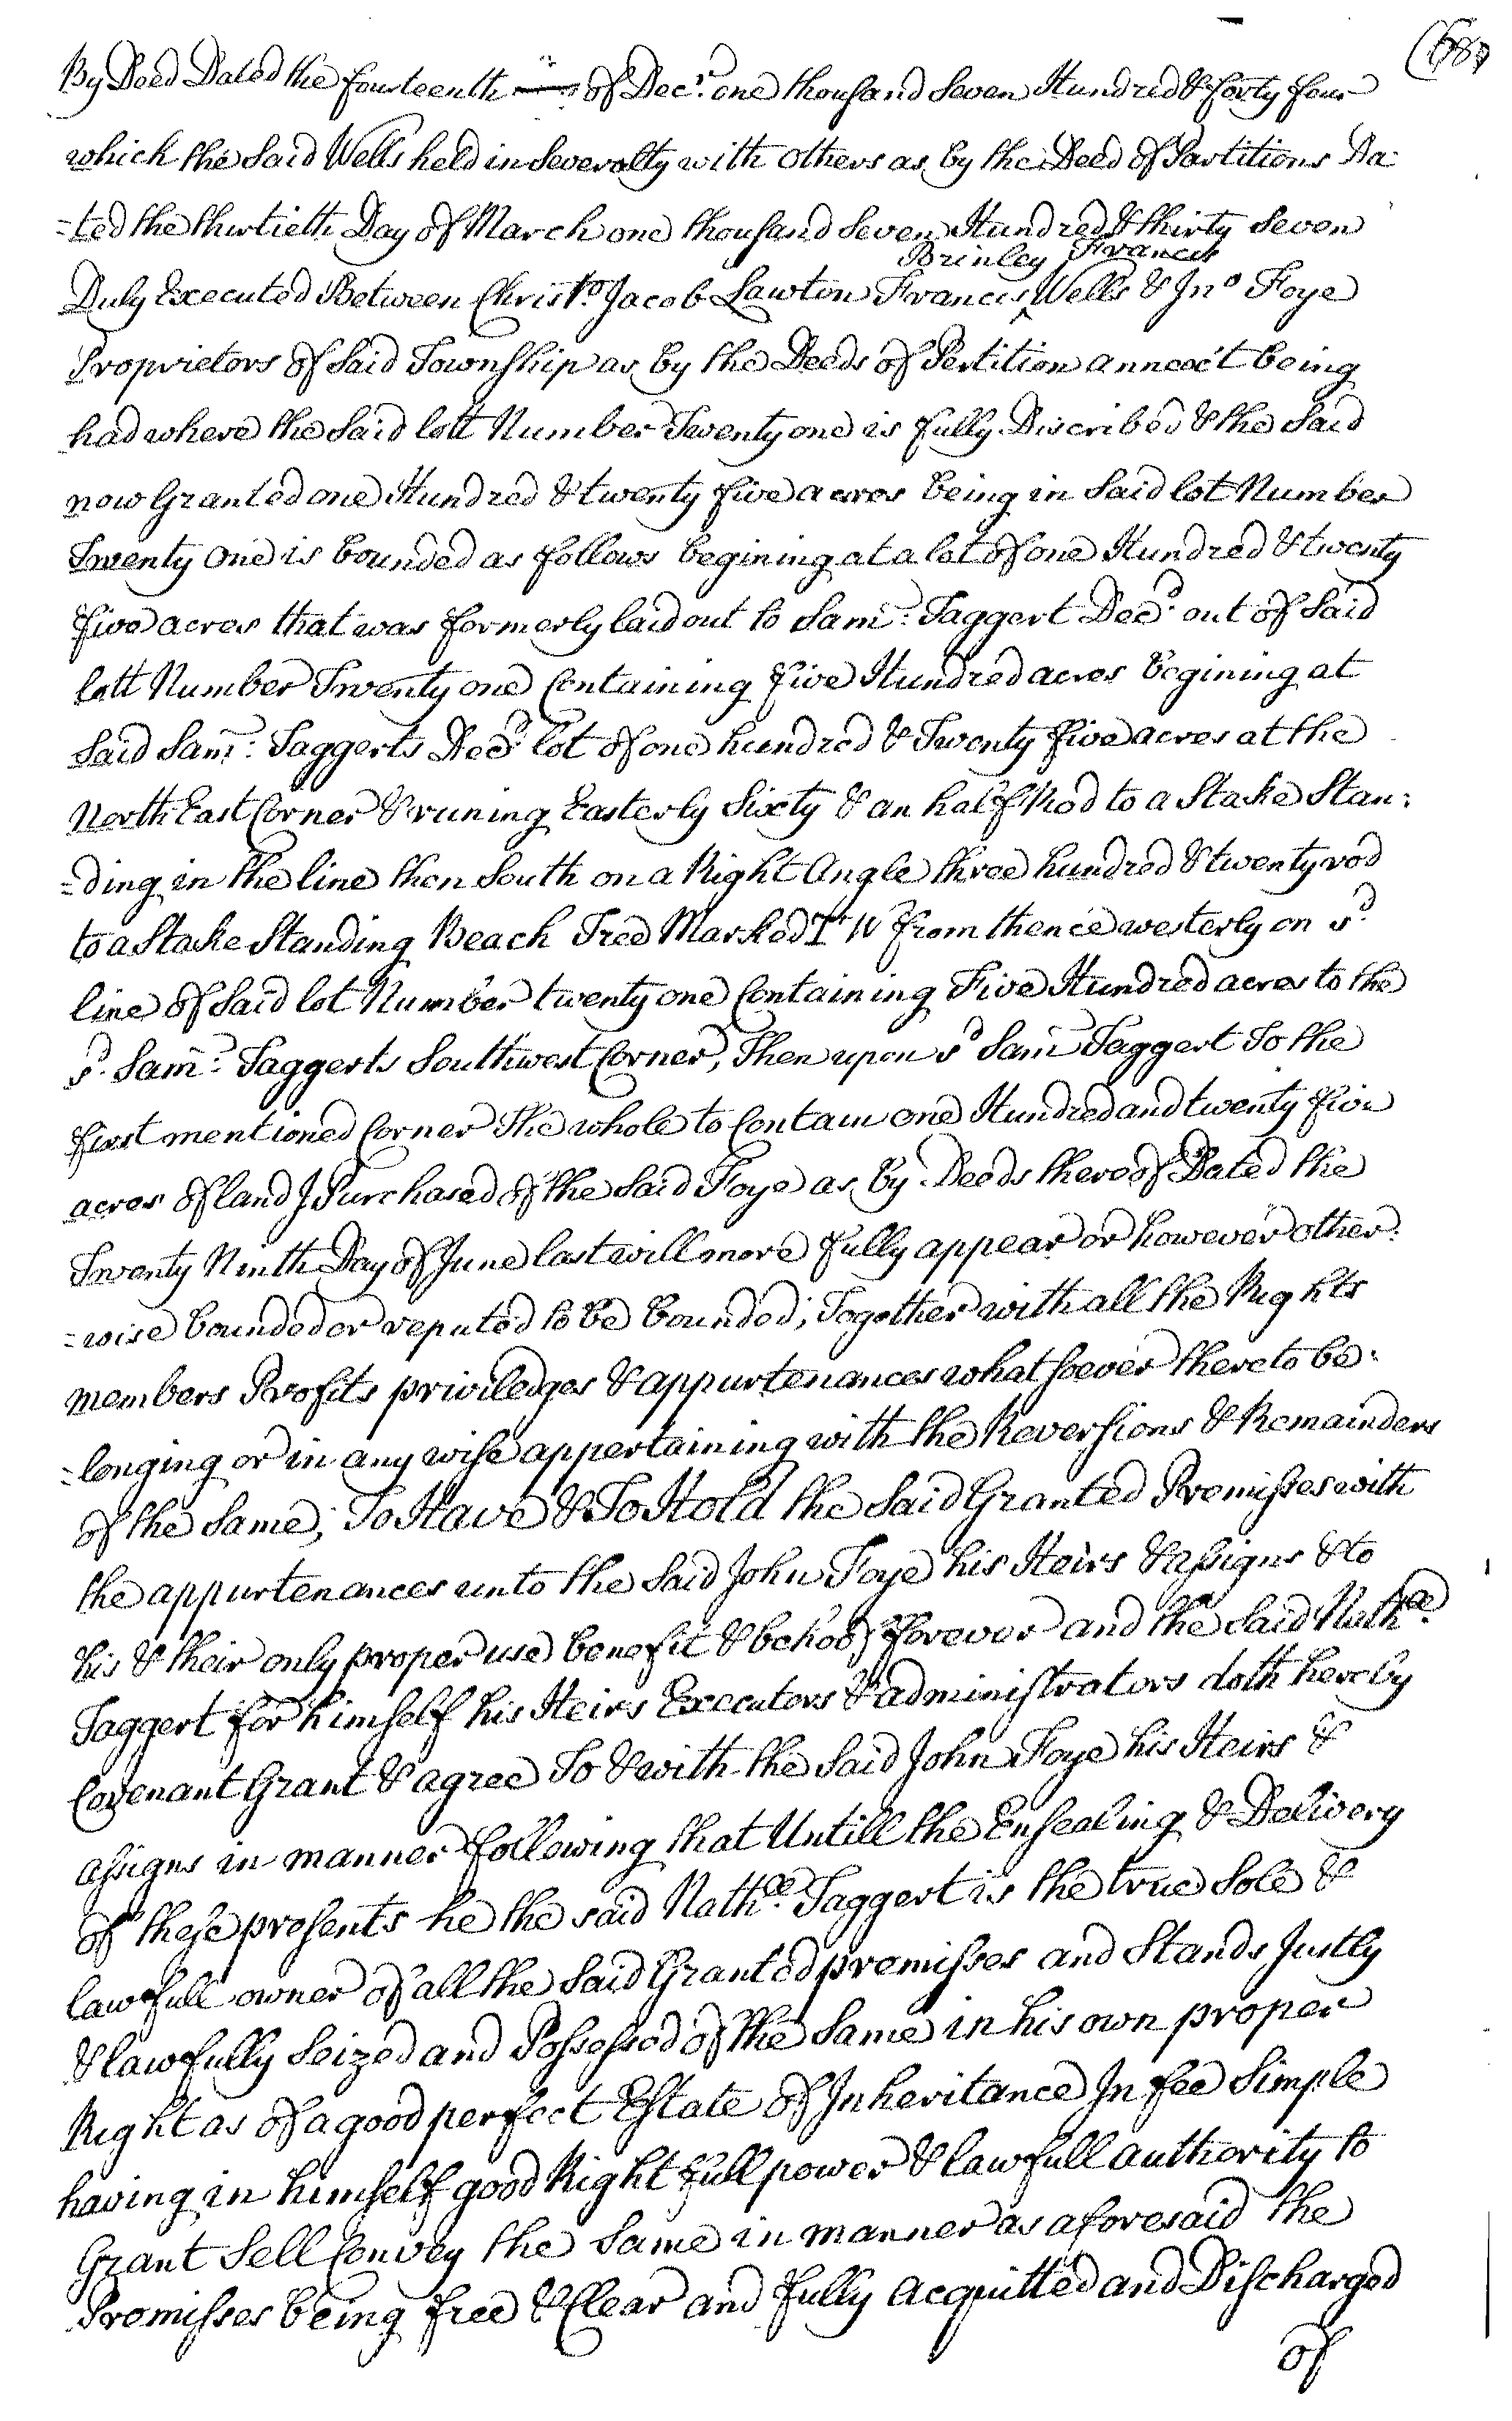 (68)
By Deed Dated the fourteenth of Decr. one thousand Seven Hundred & forty four
which the Said Wells held in Severalty with Others as by the Deed of Partitions Da-
=ted the thirtieth Day of March one thousand Seven Hundred & thirty Seven
Brinley Francis
Duly Executed Between Christo. Jacob Lawton Francis ‸ Wells & Jno Foye
Proprietors of Said Township as by the Deeds of Pertition annext being
had where the Said lott Number Twenty one is fully Discribed & the Said
now Granted one Hundred & twenty five acres being in Said lot Number
Twenty One is bounded as follows begining at a lot of one Hundred & twenty
five acres that was formerly laid out to Sam: Taggert Decd. out of Said
lott Number Twenty one Containing five Hundred acres begining at
Said Sam: Taggerts Decd. lot of one hundred & Twenty five acres at the
North East Corner & runing Easterly Sixty & an half Rod to a Stake Stan:
=ding in the line then South on a Right Angle three hundred & twenty rod
to a Stake Standing Beach Tree Marked I W from thence westerly on sd.
line of Said lot Number twenty one Containing Five Hundred acres to the
sd. Sam: Taggerts Southwest Corner, Then upon sd Sam Taggert To the
first mentioned Corner The whole to Contain one Hundred and twenty five
acres of land I Purchased of the Said Foye as by Deeds thereof Dated the
Twenty Ninth Day of June last will more fully appear or however other:
=wise bounded or reputed to be bounded; Together with all the Rights
members Profits priviledges & appurtenances whatsoever thereto be:
=longing or in any wise appertaining with the Reversions & Remainders
of the Same; To Have & To Hold the Said Granted Premisses with
the appurtenances unto the Said John Foye his Heirs & assigns & to
his & their only proper use benefit & behoof forever and the Said Nathll.
Taggert for himself his Heirs Executors & administrators doth hereby
Covenant Grant & agree To & with the Said John Foye his Heirs &
assigns in manner following that Untill the Ensealing & Delivery
of these presents he the said Nathll. Taggert is the true Sole &
lawfull owner of all the Said Granted premisses and Stands Justly
& lawfully Seized and Possessed of the Same in his own proper
Right as of a good perfect Estate of Inheritance In fee Simple
having in himself good Right full power & lawfull authority to
Grant Sell Convey the Same in manner as aforesaid the
Premisses being free & Clear and fully acquitted and Discharged
of